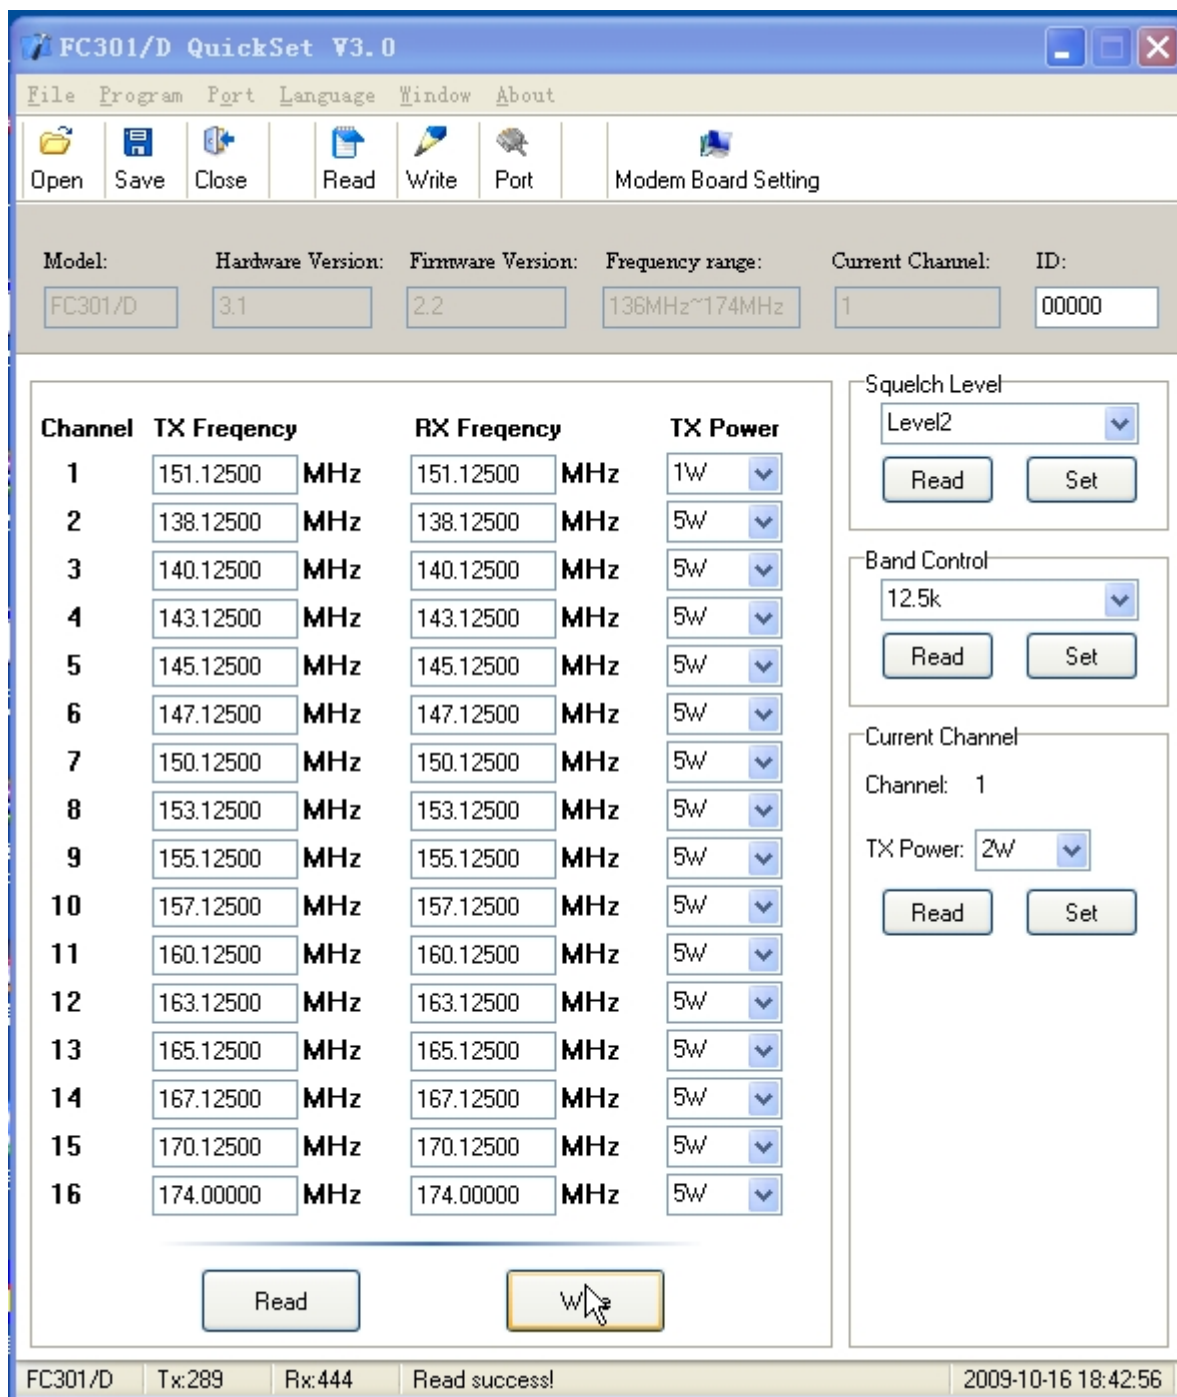 FC301/D QuickSet V3.0
File Program Port Language Window About
Open Save Close Read Write Port Modem Board Setting
Model: Hardware Version: Firmware Version: Frequency range: Current Channel: ID:
FC301/D 3.1 2.2 136MHz~174MHz 1 00000
Channel TX Freqency RX Freqency TX Power
1 151.12500 MHz 151.12500 MHz 1W
2 138.12500 MHz 138.12500 MHz 5W
3 140.12500 MHz 140.12500 MHz 5W
4 143.12500 MHz 143.12500 MHz 5W
5 145.12500 MHz 145.12500 MHz 5W
6 147.12500 MHz 147.12500 MHz 5W
7 150.12500 MHz 150.12500 MHz 5W
8 153.12500 MHz 153.12500 MHz 5W
9 155.12500 MHz 155.12500 MHz 5W
10 157.12500 MHz 157.12500 MHz 5W
11 160.12500 MHz 160.12500 MHz 5W
12 163.12500 MHz 163.12500 MHz 5W
13 165.12500 MHz 165.12500 MHz 5W
14 167.12500 MHz 167.12500 MHz 5W
15 170.12500 MHz 170.12500 MHz 5W
16 174.00000 MHz 174.00000 MHz 5W
Read Write
Squelch Level
Level2
Read Set
Band Control
12.5k
Read Set
Current Channel
Channel: 1
TX Power: 2W
Read Set
FC301/D Tx:289 Rx:444 Read success! 2009-10-16 18:42:56